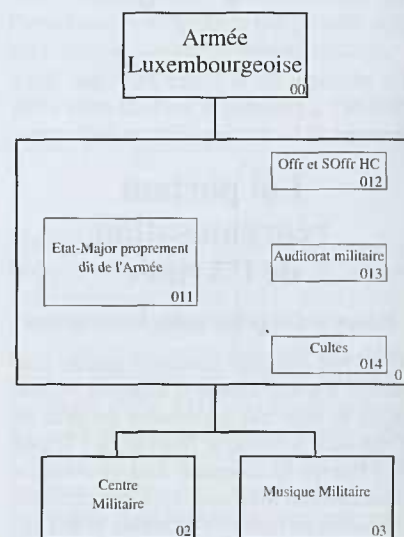 Armée
Luxembourgeoise
00
Offr et SOffr HC
012
Etat-Major proprement
dit de l'Armée
011
Auditorat militaire
013
Cultes
014
0
Centre
Militaire
02
Musique Militaire
03